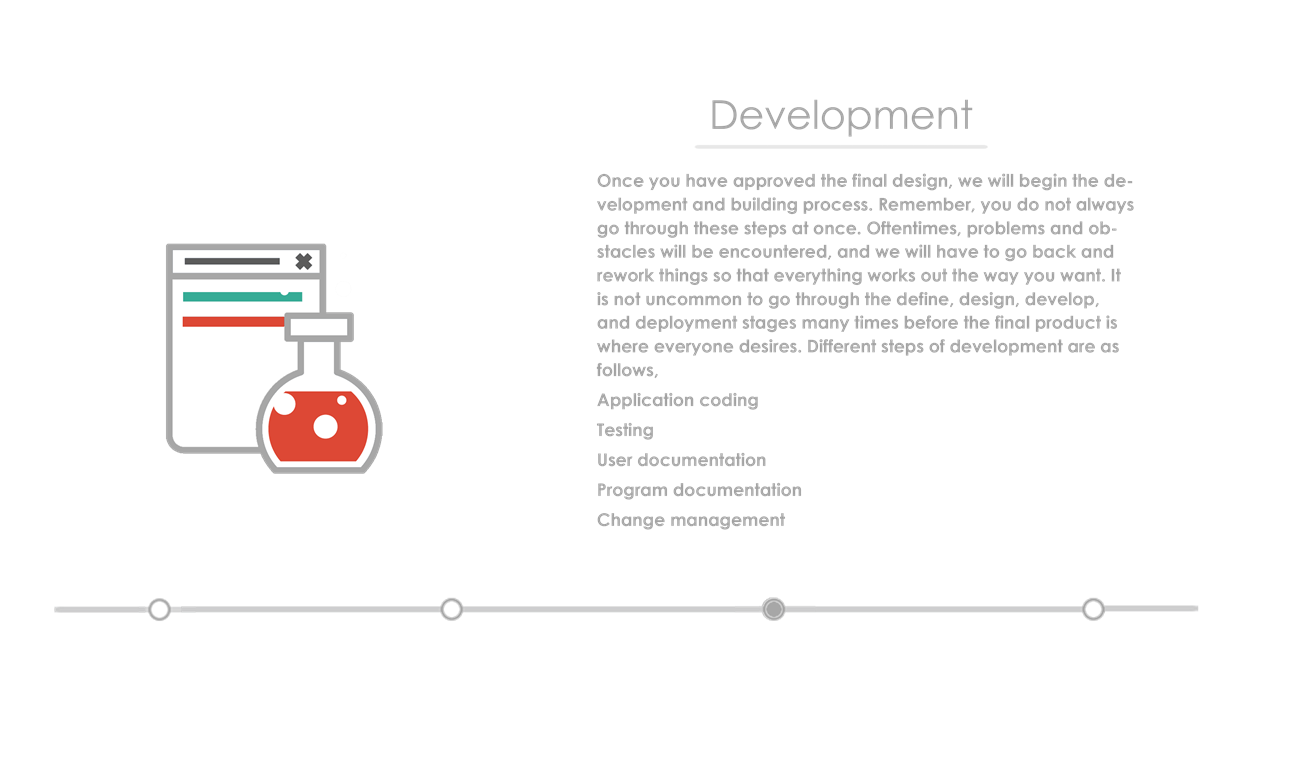 Development
Once you have approved the final design, we will begin the de-
velopment and building process. Remember, you do not always
go through these steps at once. Oftentimes, problems and ob-
stacles will be encountered, and we will have to go back and
rework things so that everything works out the way you want. It
is not uncommon to go through the define, design, develop,
and deployment stages many times before the final product is
where everyone desires. Different steps of development are as
follows,
Application coding
Testing
User documentation
Program documentation
Change management